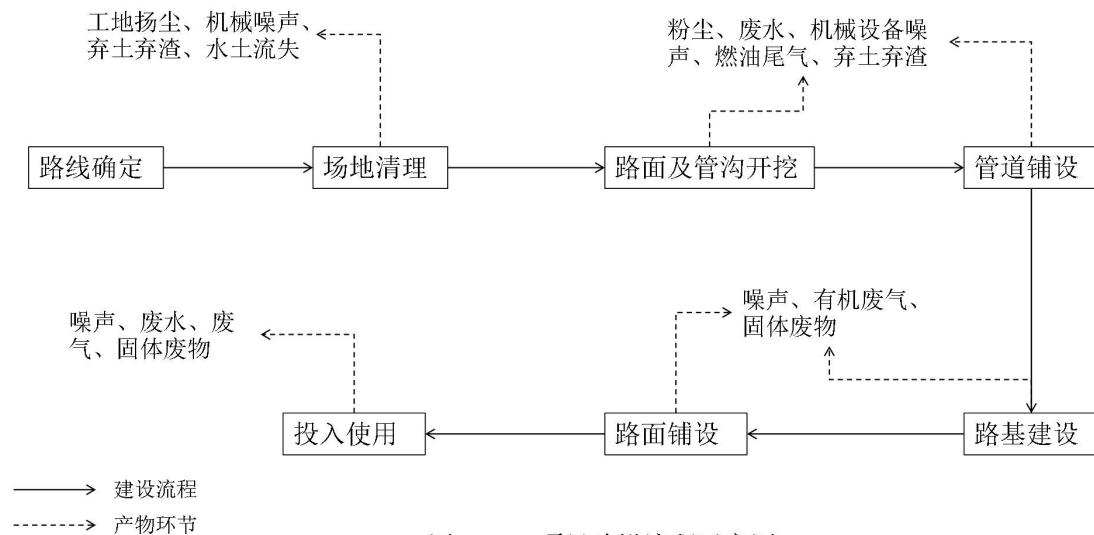 工地扬尘、机械噪声、
弃土弃渣、水土流失
粉尘、废水、机械设备噪
声、燃油尾气、弃土弃渣
路线确定
场地清理
路面及管沟开挖
管道铺设
噪声、有机废气、
固体废物
噪声、废水、废
气、固体废物
投入使用
路面铺设
路基建设
建设流程
产物环节